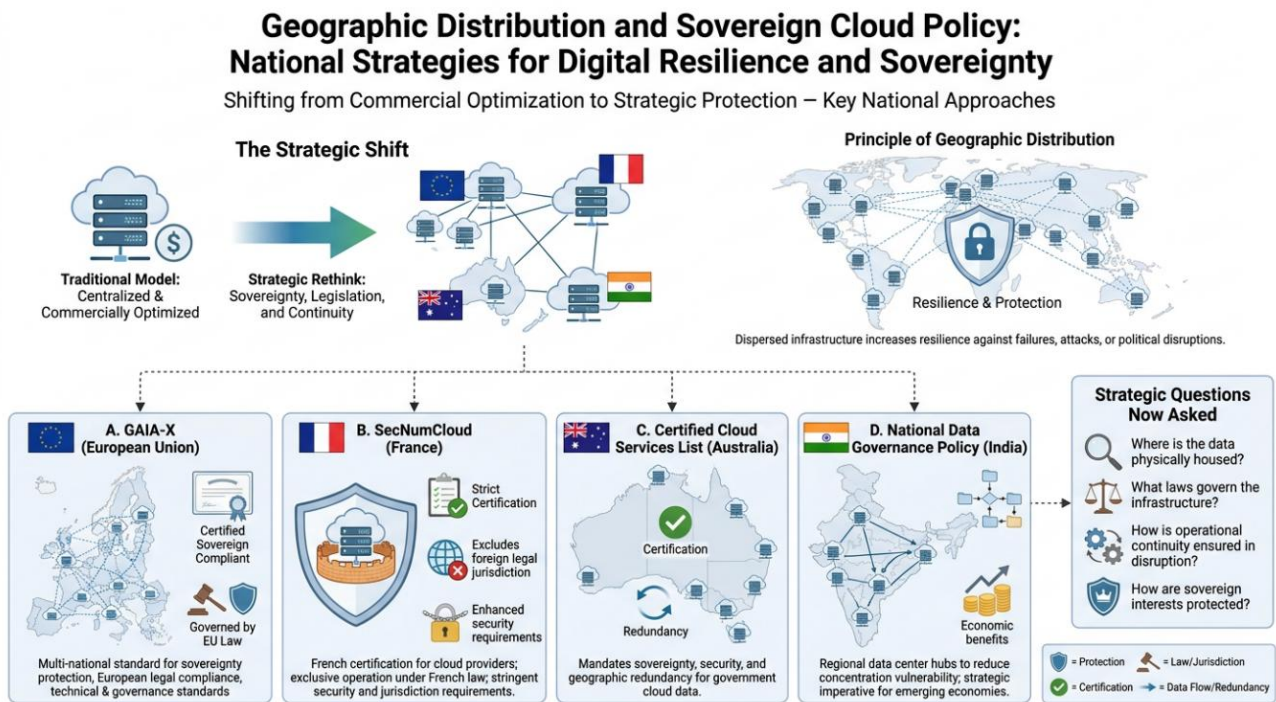 Geographic Distribution and Sovereign Cloud Policy:
National Strategies for Digital Resilience and Sovereignty
Shifting from Commercial Optimization to Strategic Protection – Key National Approaches
The Strategic Shift
$
Traditional Model:
Centralized &
Commercially Optimized
Strategic Rethink:
Sovereignty, Legislation,
and Continuity
Principle of Geographic Distribution
Resilience & Protection
Dispersed infrastructure increases resilience against failures, attacks, or political disruptions.
A. GAIA-X
(European Union)
Certified
Sovereign
Compliant
Governed by
EU Law
Multi-national standard for sovereignty
protection, European legal compliance,
technical & governance standards
B. SecNumCloud
(France)
Strict
Certification
Excludes
foreign legal
jurisdiction
Enhanced
security
requirements
French certification for cloud providers;
exclusive operation under French law; stringent
security and jurisdiction requirements.
C. Certified Cloud
Services List (Australia)
Certification
Redundancy
Mandates sovereignty, security, and
geographic redundancy for government
cloud data.
D. National Data
Governance Policy (India)
Economic
benefits
Regional data center hubs to reduce
concentration vulnerability; strategic
imperative for emerging economies.
Strategic Questions
Now Asked
Where is the data
physically housed?
What laws govern the
infrastructure?
How is operational
continuity ensured in
disruption?
How are sovereign
interests protected?
= Protection
= Law/Jurisdiction
= Certification
= Data Flow/Redundancy